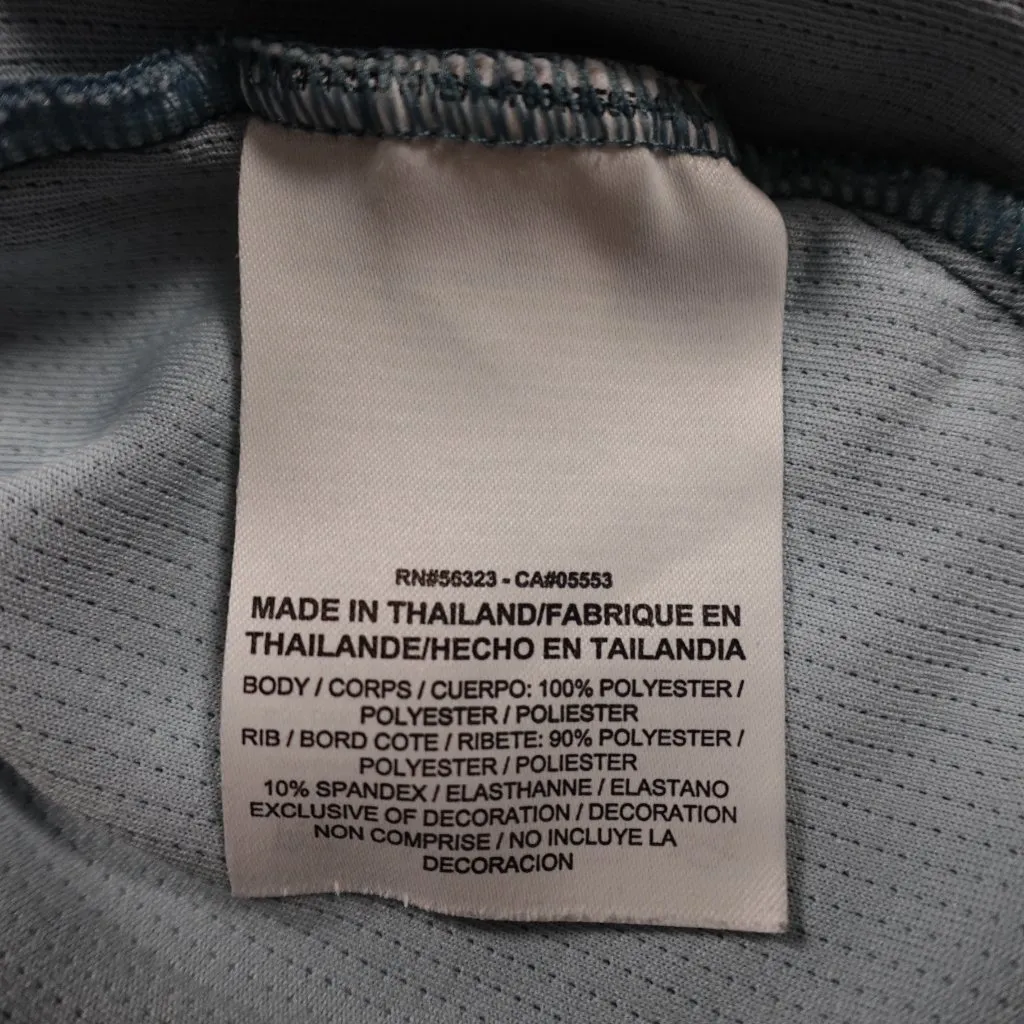 RN#56323 - CA#05553
MADE IN THAILAND/FABRIQUE EN
THAILANDE/HECHO EN TAILANDIA
BODY / CORPS / CUERPO: 100% POLYESTER /
POLYESTER / POLIESTER
RIB / BORD COTE / RIBETE: 90% POLYESTER /
POLYESTER / POLIESTER
10% SPANDEX / ELASTHANNE / ELASTANO
EXCLUSIVE OF DECORATION / DECORATION
NON COMPRISE / NO INCLUYE LA
DECORACION